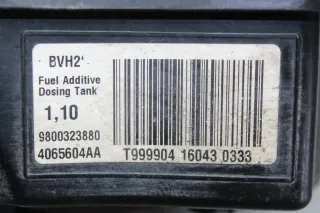 BVH2'
Fuel Additive
Dosing Tank
1,10
9800323880
4065604AA
T999904 16043 0333